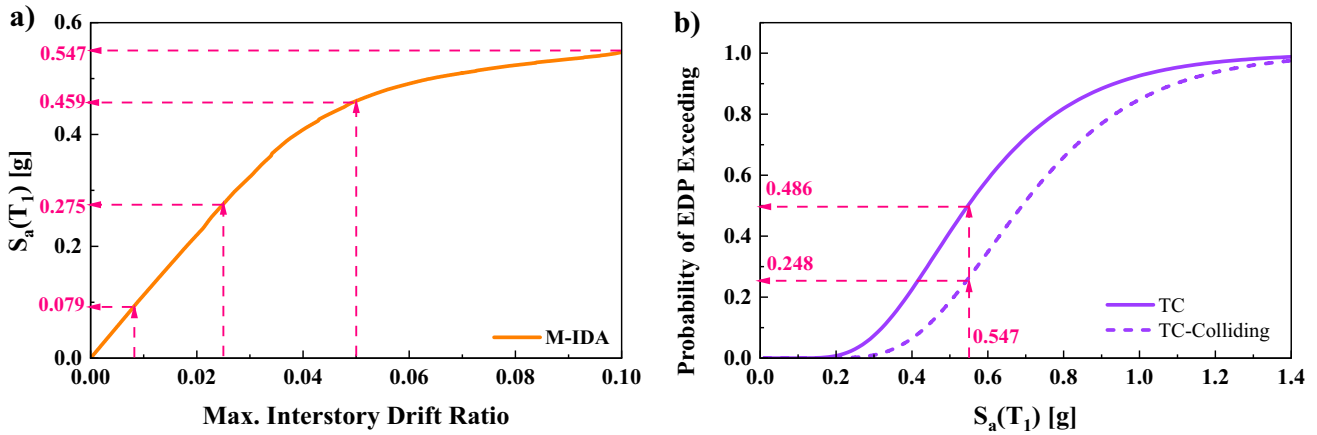 a)
0.6
0.547
0.459
0.4
0.275
0.2
0.079
0.0
Sₐ(T₁) [g]
M-IDA
0.00 0.02 0.04 0.06 0.08 0.10
Max. Interstory Drift Ratio
b)
1.0
0.8
0.6
0.486
0.4
0.248
0.2
0.0
Probability of EDP Exceeding
TC
TC-Colliding
0.547
0.0 0.2 0.4 0.6 0.8 1.0 1.2 1.4
Sₐ(T₁) [g]